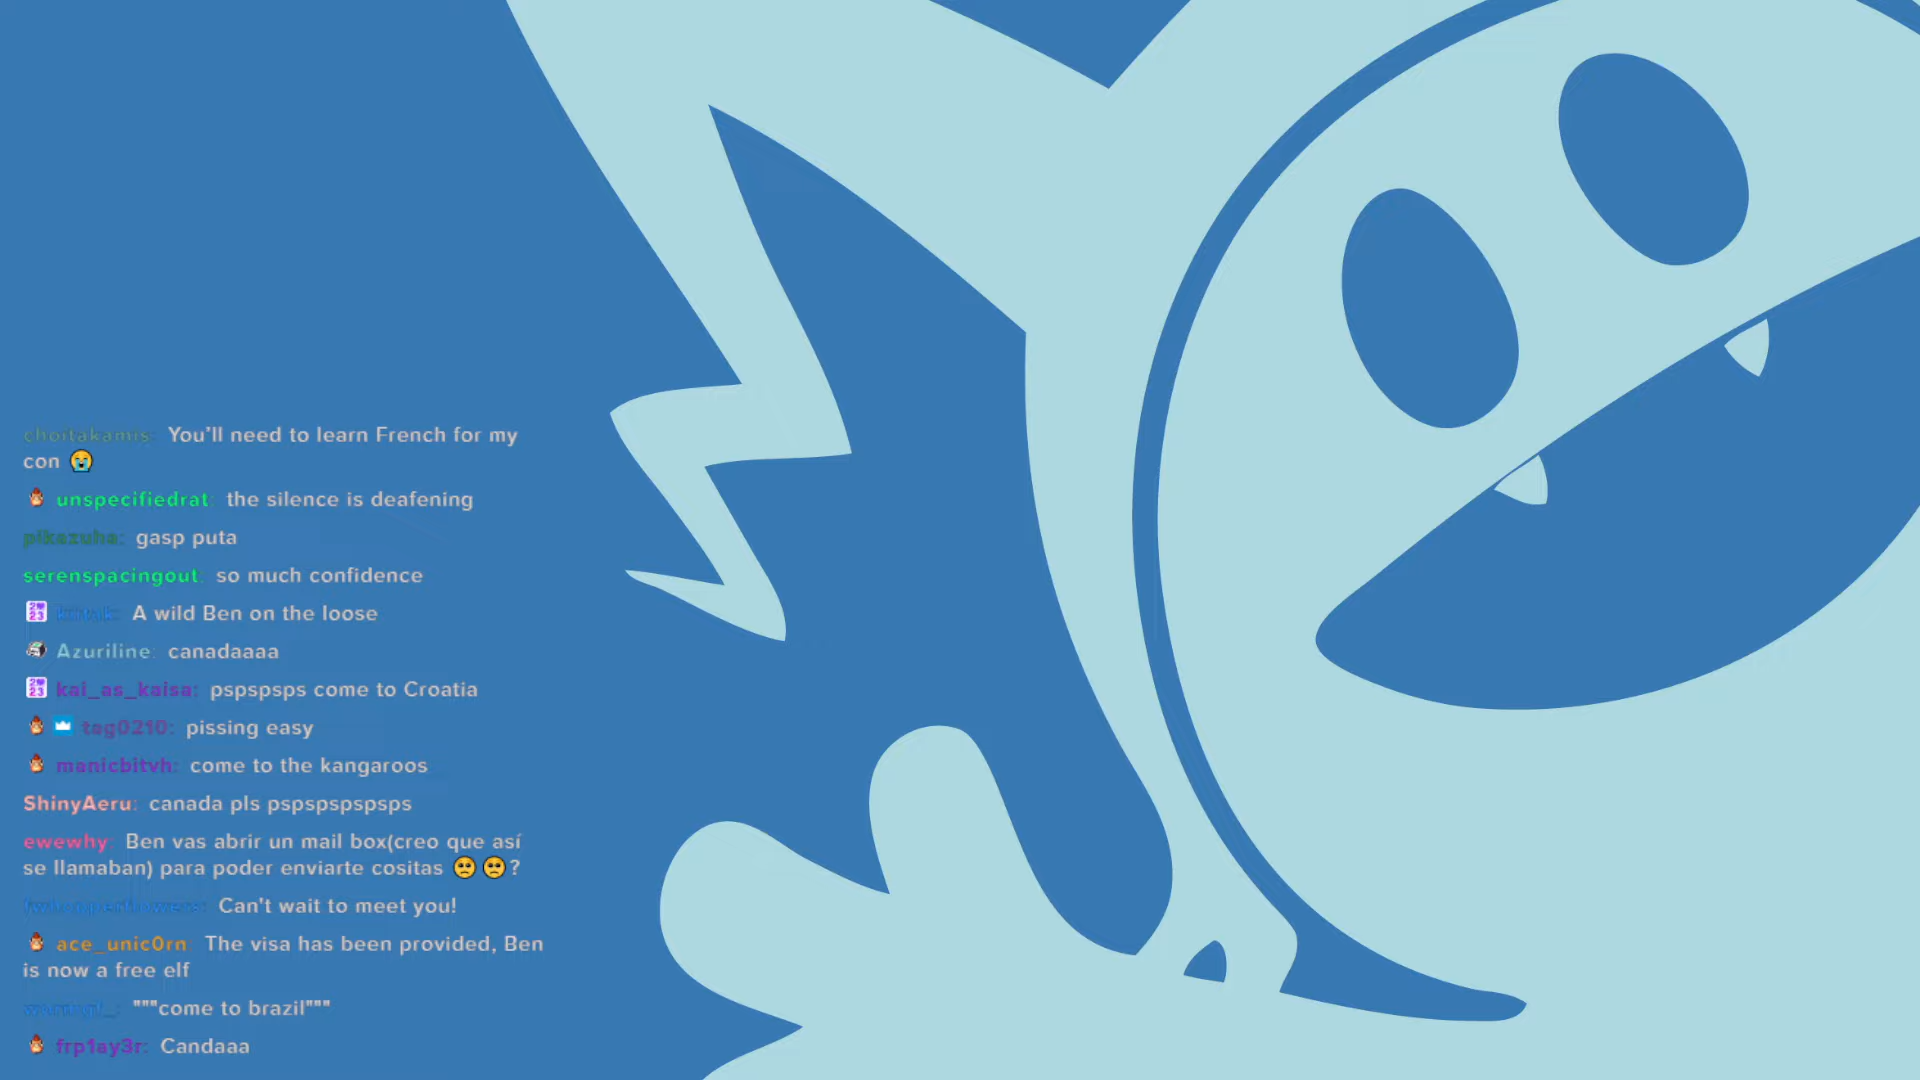 choitakamis: You'll need to learn French for my
con 😭
unspecifiedrat: the silence is deafening
pikazuha: gasp puta
serenspacingout: so much confidence
A wild Ben on the loose
Azuriline: canadaaaa
kai_as_kaisa: pspspsps come to Croatia
tag0210: pissing easy
manicbitvh: come to the kangaroos
ShinyAeru: canada pls pspspspspsps
ewewhy: Ben vas abrir un mail box(creo que así
se llamaban) para poder enviarte cositas 🥺 🥺 ?
Can't wait to meet you!
ace_unic0rn: The visa has been provided, Ben
is now a free elf
"""come to brazil"""
frp1ay3r: Candaaa